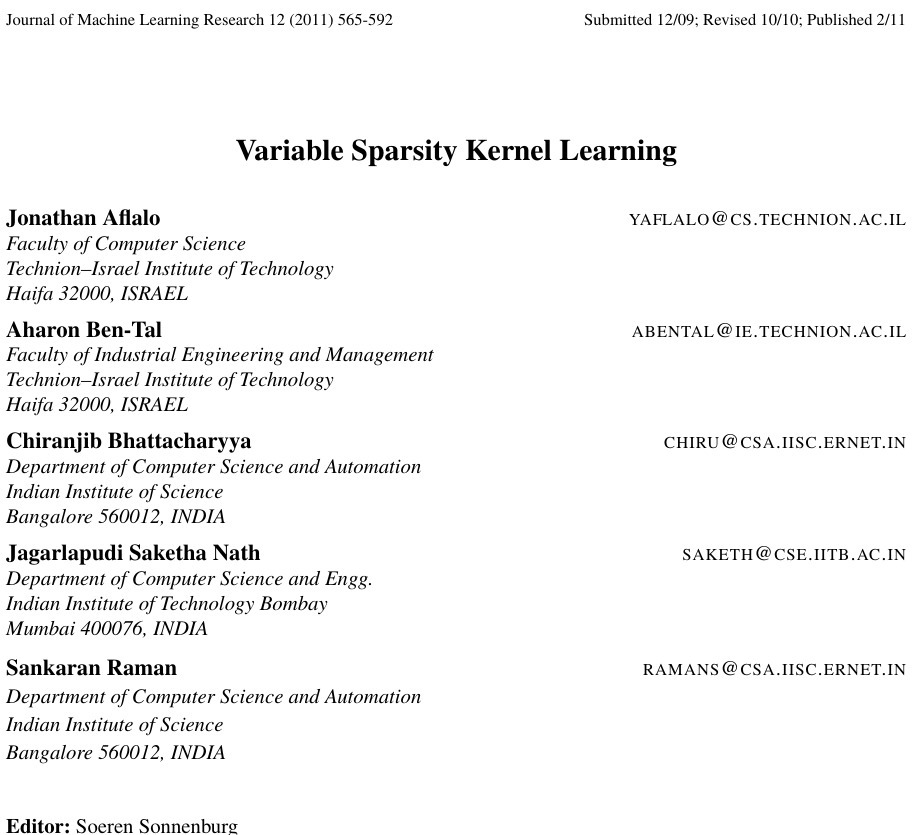 Journal of Machine Learning Research 12 (2011) 565-592 Submitted 12/09; Revised 10/10; Published 2/11
Variable Sparsity Kernel Learning
Jonathan Aflalo YAFLALO@CS.TECHNION.AC.IL
Faculty of Computer Science
Technion–Israel Institute of Technology
Haifa 32000, ISRAEL
Aharon Ben-Tal ABENTAL@IE.TECHNION.AC.IL
Faculty of Industrial Engineering and Management
Technion–Israel Institute of Technology
Haifa 32000, ISRAEL
Chiranjib Bhattacharyya CHIRU@CSA.IISC.ERNET.IN
Department of Computer Science and Automation
Indian Institute of Science
Bangalore 560012, INDIA
Jagarlapudi Saketha Nath SAKETH@CSE.IITB.AC.IN
Department of Computer Science and Engg.
Indian Institute of Technology Bombay
Mumbai 400076, INDIA
Sankaran Raman RAMANS@CSA.IISC.ERNET.IN
Department of Computer Science and Automation
Indian Institute of Science
Bangalore 560012, INDIA
Editor: Soeren Sonnenburg